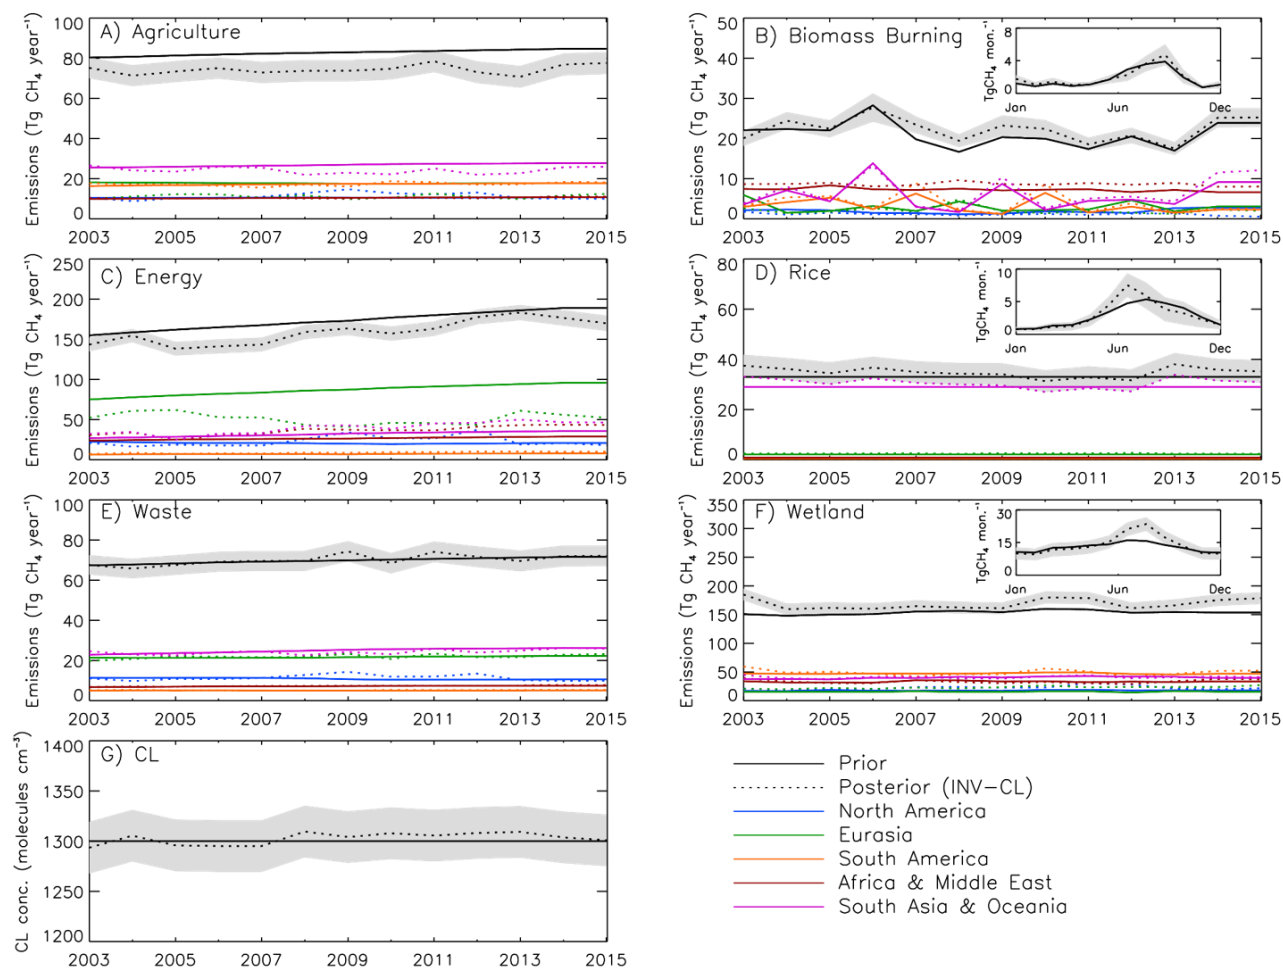 A) Agriculture
Emissions (Tg CH₄ year⁻¹)
100
80
60
40
20
0
2003 2005 2007 2009 2011 2013 2015
B) Biomass Burning
Emissions (Tg CH₄ year⁻¹)
50
40
30
20
10
0
2003 2005 2007 2009 2011 2013 2015
TgCH₄ mon.⁻¹
8
4
0
Jan Jun Dec
C) Energy
Emissions (Tg CH₄ year⁻¹)
250
200
150
100
50
0
2003 2005 2007 2009 2011 2013 2015
D) Rice
Emissions (Tg CH₄ year⁻¹)
80
60
40
20
0
2003 2005 2007 2009 2011 2013 2015
TgCH₄ mon.⁻¹
10
5
0
Jan Jun Dec
E) Waste
Emissions (Tg CH₄ year⁻¹)
100
80
60
40
20
0
2003 2005 2007 2009 2011 2013 2015
F) Wetland
Emissions (Tg CH₄ year⁻¹)
350
300
250
200
150
100
50
0
2003 2005 2007 2009 2011 2013 2015
TgCH₄ mon.⁻¹
30
15
0
Jan Jun Dec
G) CL
CL conc. (molecules cm⁻³)
1400
1350
1300
1250
1200
2003 2005 2007 2009 2011 2013 2015
Prior
Posterior (INV−CL)
North America
Eurasia
South America
Africa & Middle East
South Asia & Oceania